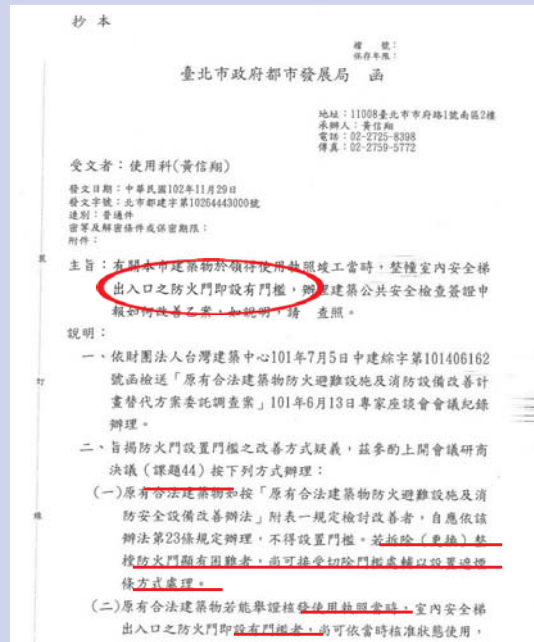 抄本
檔　號：
保存年限：
臺北市政府都市發展局　函
地址：11008臺北市市府路1號南區2樓
承辦人：黃信翔
電話：02-2725-8398
傳真：02-2759-5772
受文者：使用科(黃信翔)
發文日期：中華民國102年11月29日
發文字號：北市都建字第10264443000號
速別：普通件
密等及解密條件或保密期限：
附件：
主旨：有關本市建築物於領得使用執照竣工當時，整幢室內安全梯
出入口之防火門即設有門檻，辦理建築公共安全檢查簽證申
報如何改善乙案，如說明，請　查照。
說明：
一、依財團法人台灣建築中心101年7月5日中建綜字第101406162
號函檢送「原有合法建築物防火避難設施及消防設備改善計
畫替代方案委託調查案」101年6月13日專家座談會會議紀錄
辦理。
二、旨揭防火門設置門檻之改善方式疑義，茲參酌上開會議研商
決議（課題44）按下列方式辦理：
(一)原有合法建築物如按「原有合法建築物防火避難設施及消
防安全設備改善辦法」附表一規定檢討改善者，自應依該
辦法第23條規定辦理，不得設置門檻。若拆除（更換）整
樘防火門顯有困難者，尚可接受切除門檻處輔以設置遮煙
條方式處理。
(二)原有合法建築物若能舉證核發使用執照當時，室內安全梯
出入口之防火門即設有門檻者，尚可依當時核准狀態使用，
裝
訂
線